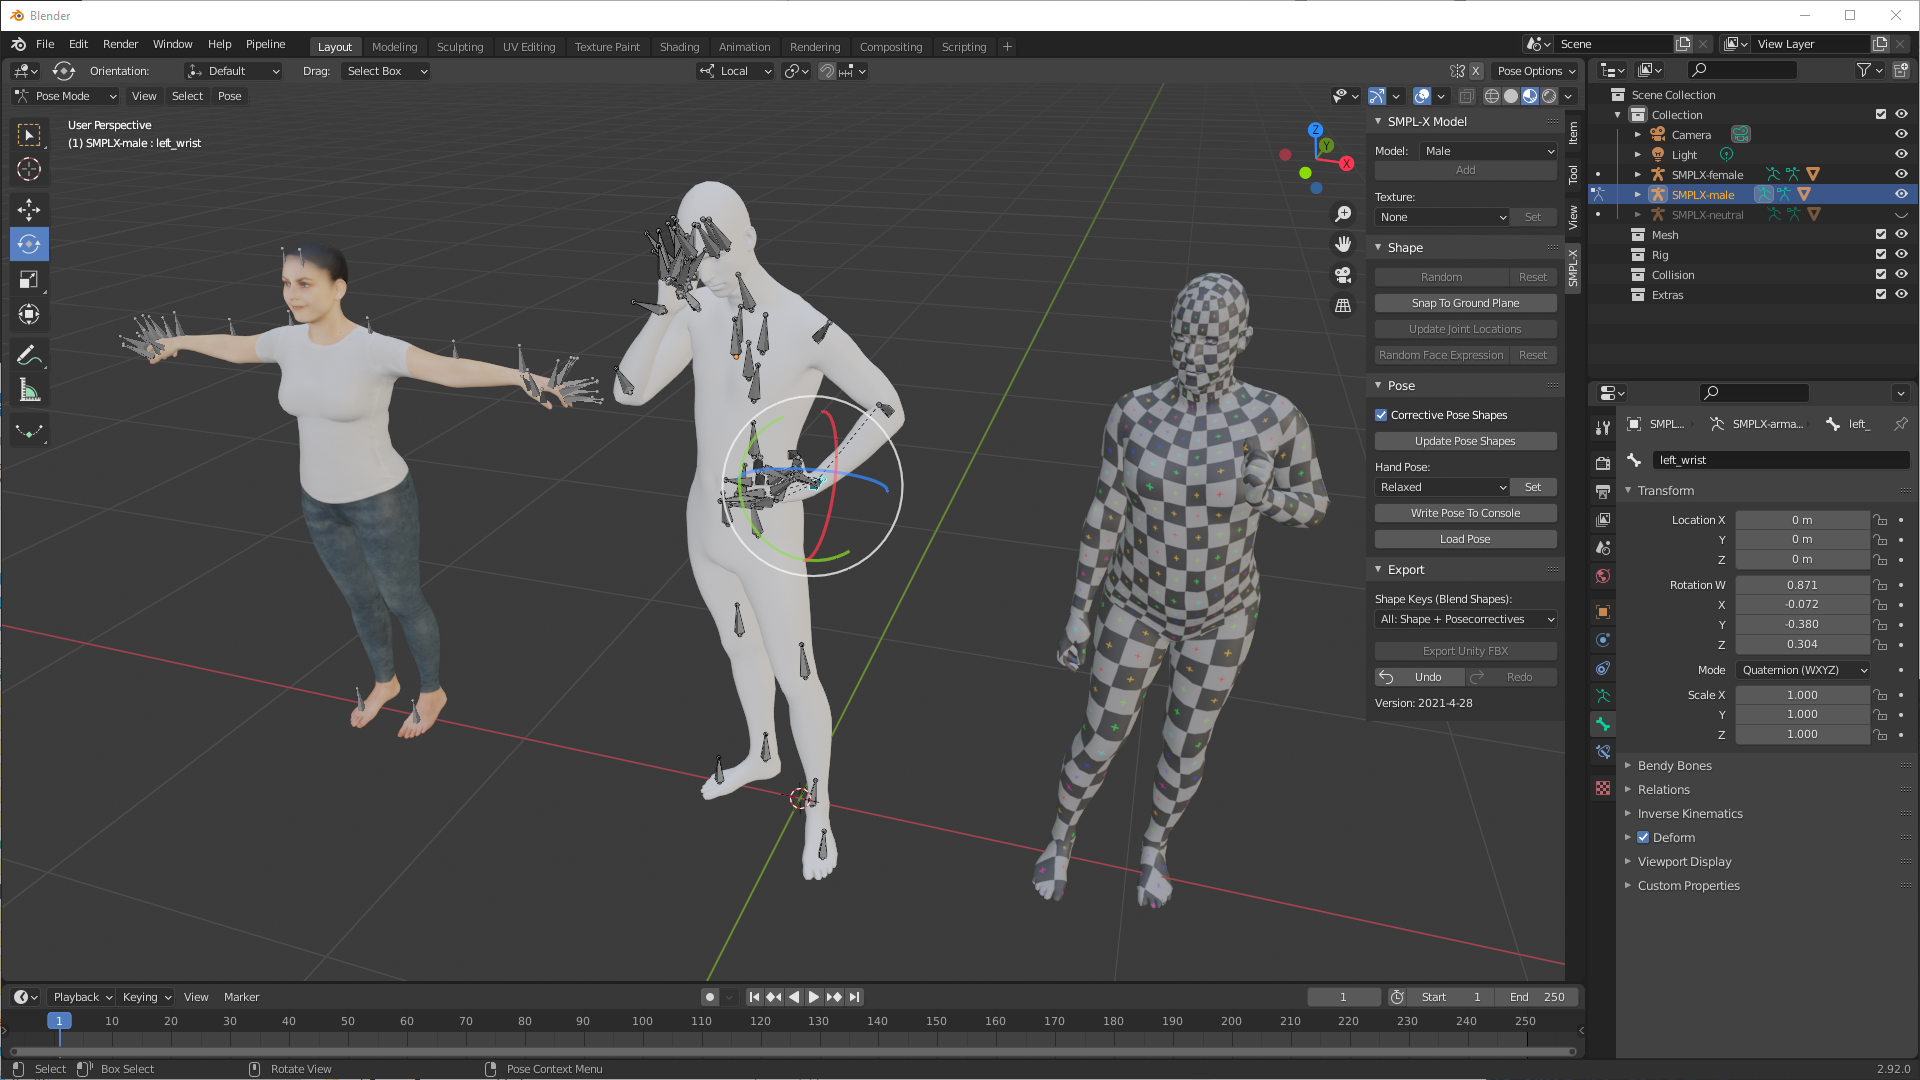 Blender
File Edit Render Window Help Pipeline
Layout Modeling Sculpting UV Editing Texture Paint Shading Animation Rendering Compositing Scripting +
Scene
View Layer
Orientation: Default Drag: Select Box
Local
X Pose Options
Pose Mode View Select Pose
User Perspective
(1) SMPLX-male : left_wrist
Z
Y
X
SMPL-X Model
Model: Male
Add
Texture:
None Set
Shape
Random Reset
Snap To Ground Plane
Update Joint Locations
Random Face Expression Reset
Pose
Corrective Pose Shapes
Update Pose Shapes
Hand Pose:
Relaxed Set
Write Pose To Console
Load Pose
Export
Shape Keys (Blend Shapes):
All: Shape + Posecorrectives
Export Unity FBX
Undo Redo
Version: 2021-4-28
Item
Tool
View
SMPL-X
Scene Collection
Collection
Camera
Light
SMPLX-female
SMPLX-male
SMPLX-neutral
Mesh
Rig
Collision
Extras
SMPL... SMPLX-arma... left_
left_wrist
Transform
Location X 0 m
Y 0 m
Z 0 m
Rotation W 0.871
X -0.072
Y -0.380
Z 0.304
Mode Quaternion (WXYZ)
Scale X 1.000
Y 1.000
Z 1.000
Bendy Bones
Relations
Inverse Kinematics
Deform
Viewport Display
Custom Properties
Playback Keying View Marker
1 Start 1 End 250
1 10 20 30 40 50 60 70 80 90 100 110 120 130 140 150 160 170 180 190 200 210 220 230 240 250
Select Box Select Rotate View Pose Context Menu
2.92.0